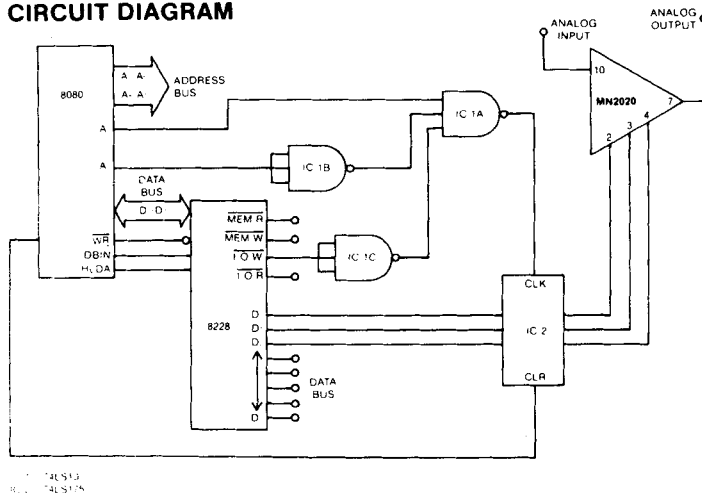 CIRCUIT DIAGRAM
ANALOG INPUT
ANALOG OUTPUT
10
MN2020
7
4
3
2
8080
ADDRESS BUS
A
A
DATA BUS
D D
WR
DBIN
HLDA
IC 1A
IC 1B
IC 1C
MEM R
MEM W
I O W
I O R
8228
D
D
D
D
DATA BUS
CLK
IC 2
CLR